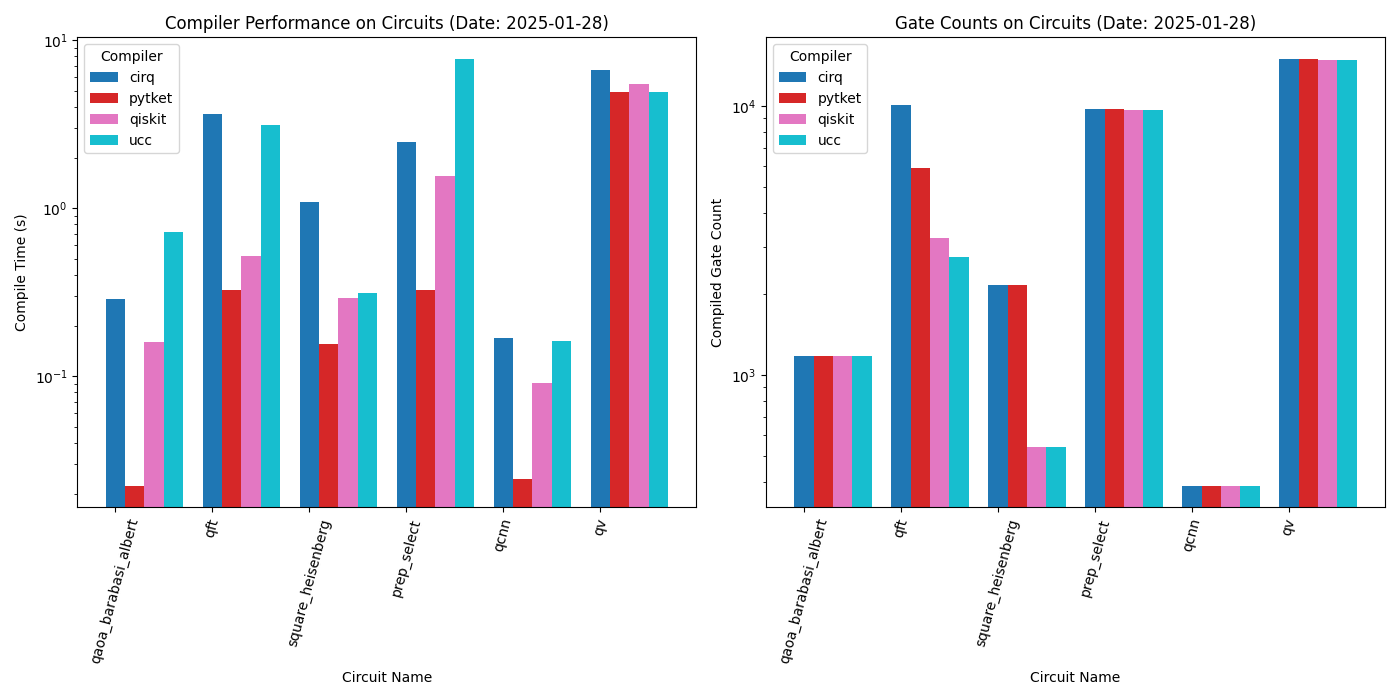 Compiler Performance on Circuits (Date: 2025-01-28)
Compile Time (s)
10¹
10⁰
10⁻¹
Compiler
cirq
pytket
qiskit
ucc
qaoa_barabasi_albert
qft
square_heisenberg
prep_select
qcnn
qv
Circuit Name
Gate Counts on Circuits (Date: 2025-01-28)
Compiled Gate Count
10⁴
10³
Compiler
cirq
pytket
qiskit
ucc
qaoa_barabasi_albert
qft
square_heisenberg
prep_select
qcnn
qv
Circuit Name